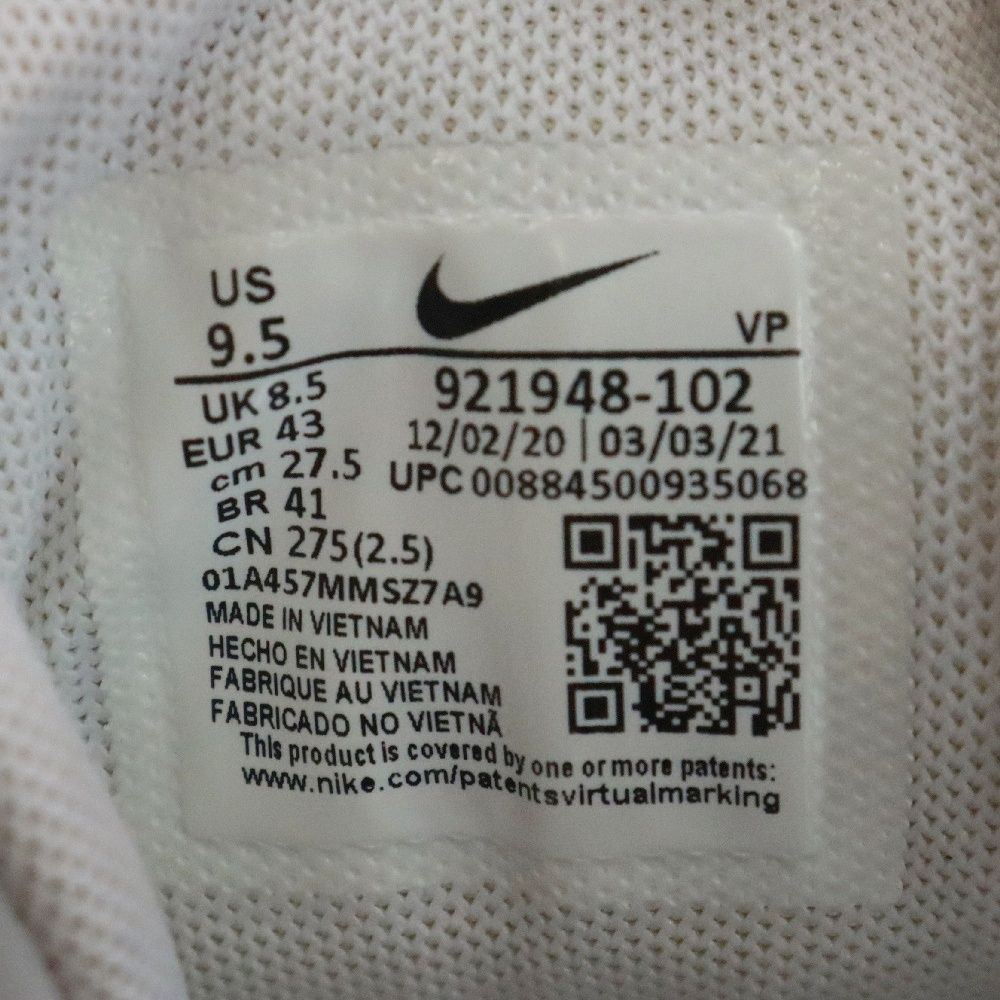 US
9.5
VP
UK 8.5
EUR 43
cm 27.5
BR 41
CN 275(2.5)
921948-102
12/02/20 | 03/03/21
UPC 00884500935068
01A457MMSZ7A9
MADE IN VIETNAM
HECHO EN VIETNAM
FABRIQUE AU VIETNAM
FABRICADO NO VIETNÃ
This product is covered by one or more patents:
www.nike.com/patentsvirtualmarking